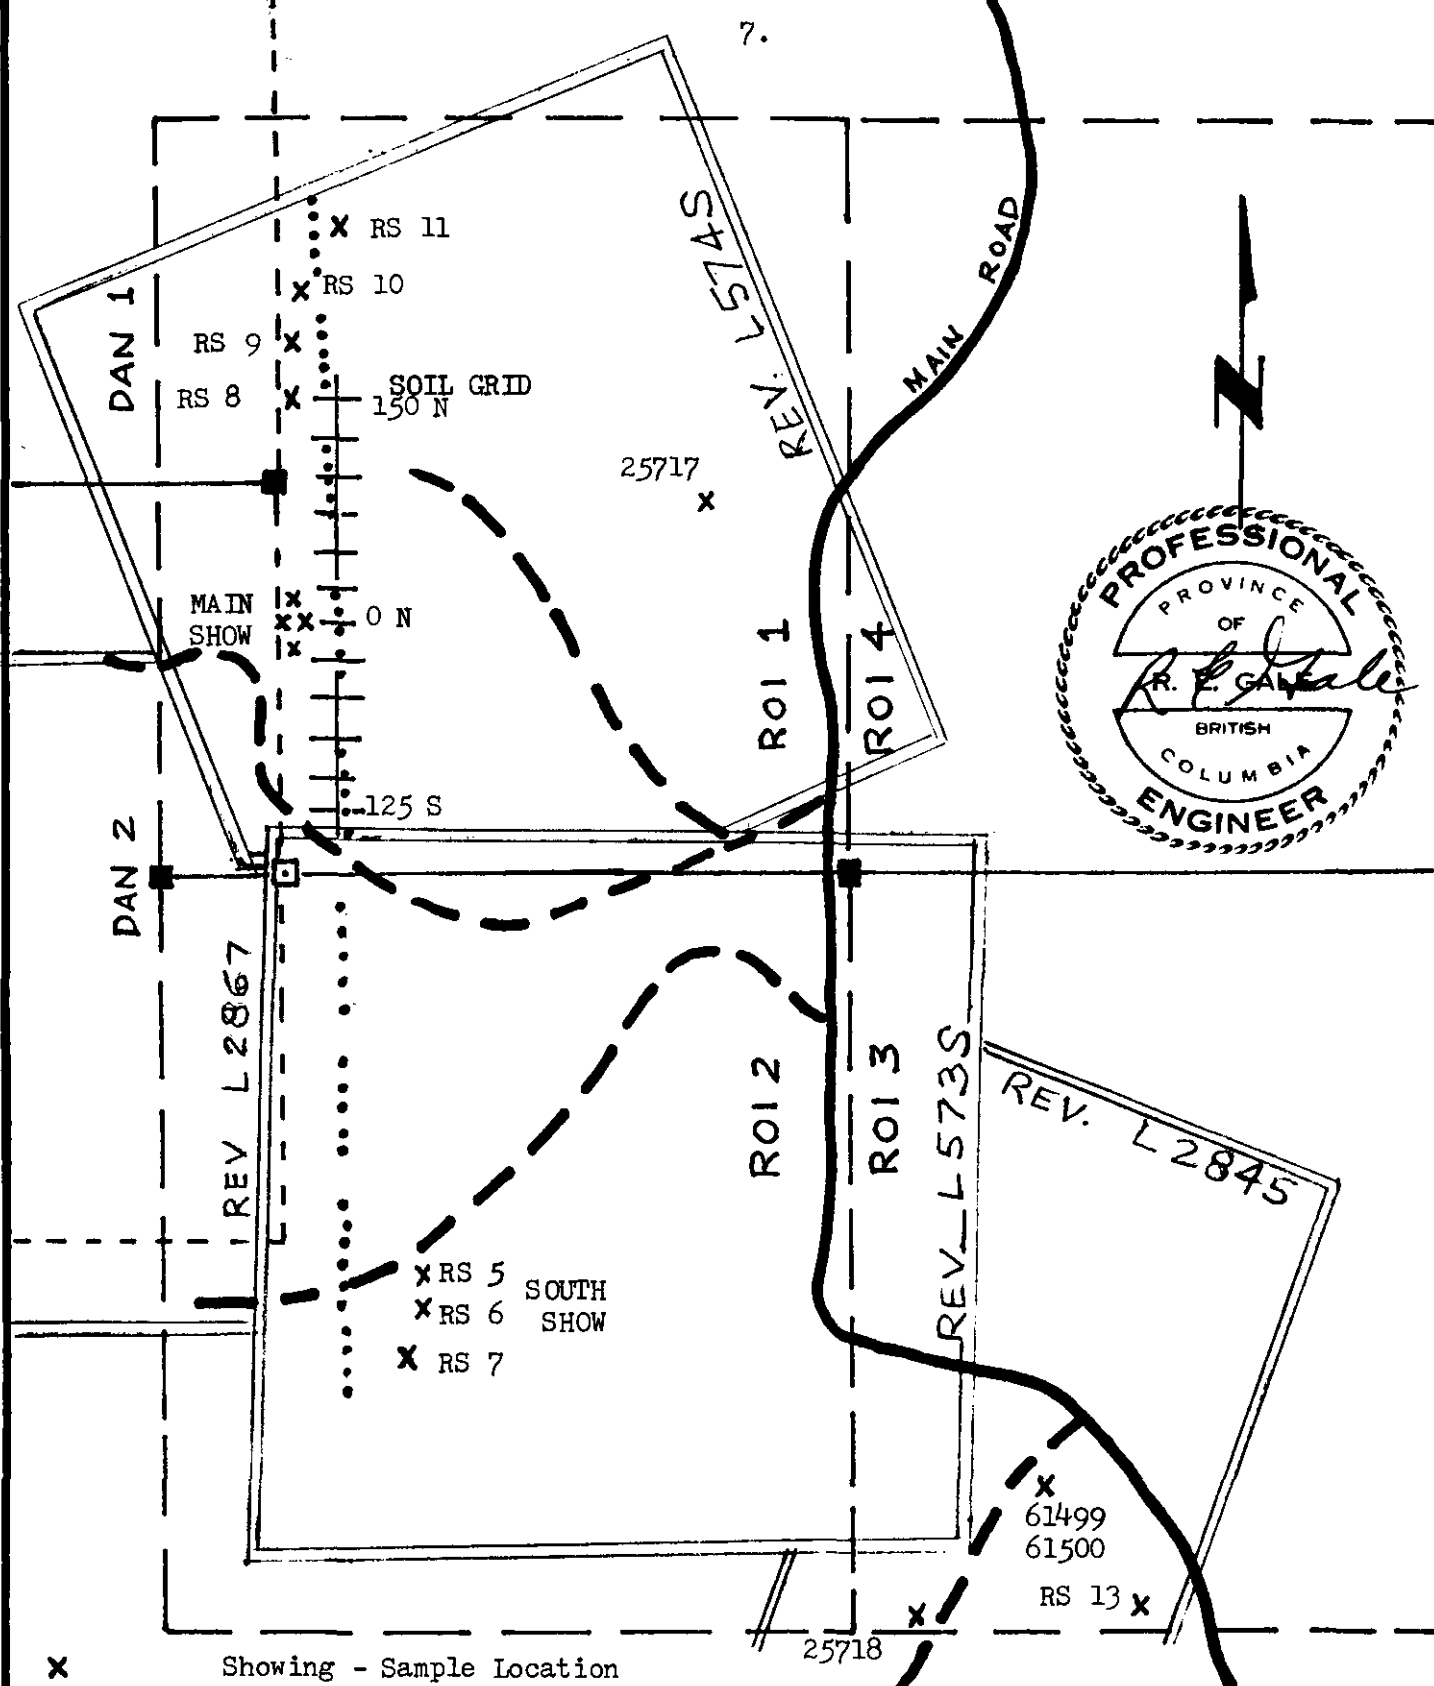 7.
RS 11
RS 10
RS 9
RS 8
DAN 1
SOIL GRID
150 N
REV. L574S
MAIN ROAD
25717
MAIN
SHOW
0 N
ROI 1
ROI 4
125 S
DAN 2
PROFESSIONAL
PROVINCE
OF
R. E. GALE
R. E. Gale
BRITISH
COLUMBIA
ENGINEER
REV L2867
ROI 2
ROI 3
REV. L573S
REV. L2845
RS 5
RS 6
RS 7
SOUTH
SHOW
61499
61500
RS 13
25718
x Showing - Sample Location
N